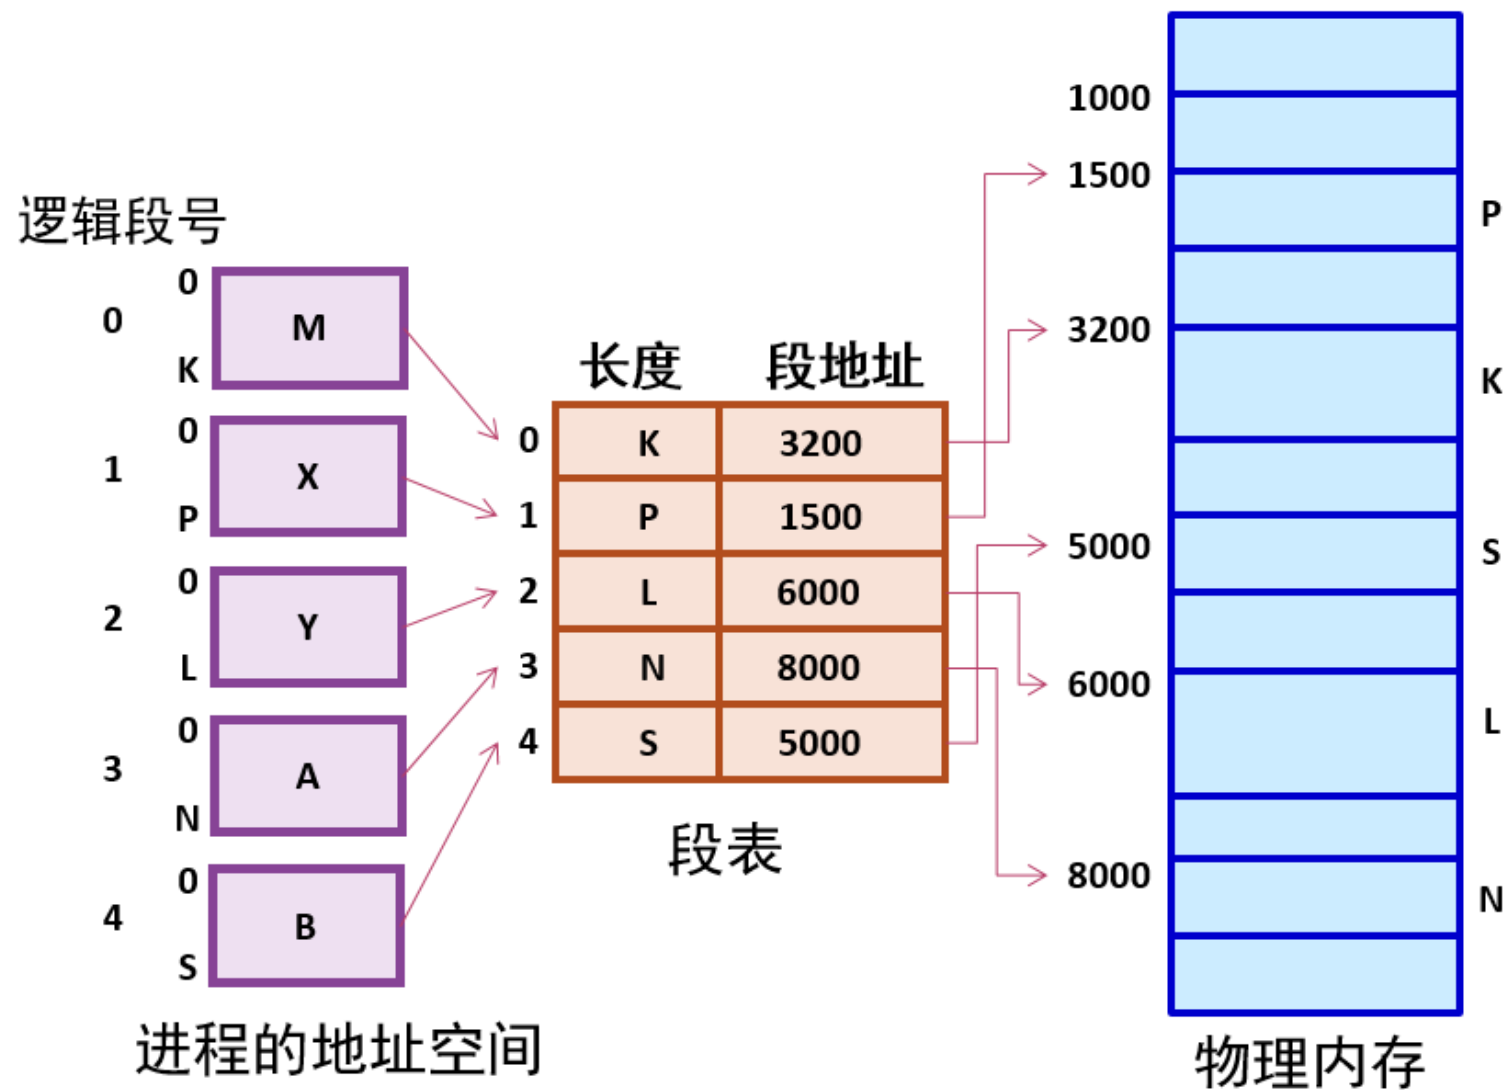 逻辑段号
0 0 M K
1 0 X P
2 0 Y L
3 0 A N
4 0 B S
进程的地址空间
长度 段地址
0 K 3200
1 P 1500
2 L 6000
3 N 8000
4 S 5000
段表
1000
1500
P
3200
K
5000
S
6000
L
8000
N
物理内存